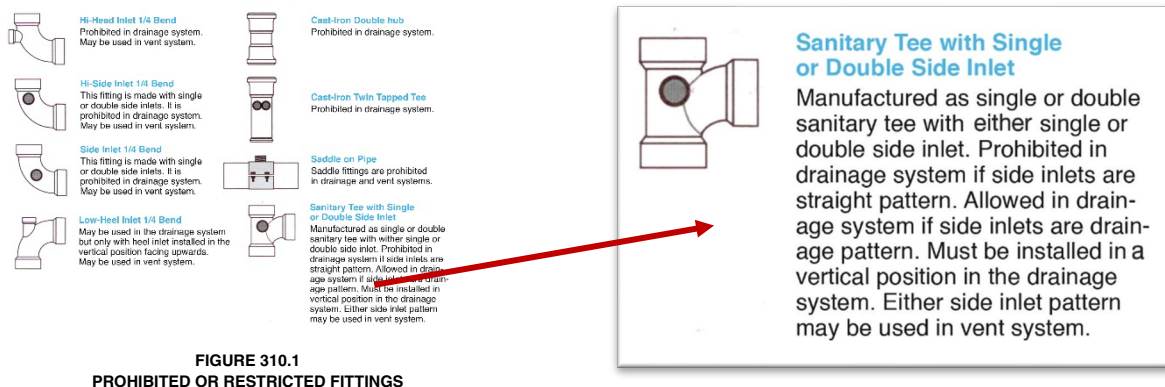 Hi-Head Inlet 1/4 Bend
Prohibited in drainage system.
May be used in vent system.
Hi-Side Inlet 1/4 Bend
This fitting is made with single
or double side inlets. It is
prohibited in drainage system.
May be used in vent system.
Side Inlet 1/4 Bend
This fitting is made with single
or double side inlets. It is
prohibited in drainage system.
May be used in vent system.
Low-Heel Inlet 1/4 Bend
May be used in the drainage system
but only with heel inlet installed in the
vertical position facing upwards.
May be used in vent system.
Cast-Iron Double hub
Prohibited in drainage system.
Cast-Iron Twin Tapped Tee
Prohibited in drainage system.
Saddle on Pipe
Saddle fittings are prohibited
in drainage and vent systems.
Sanitary Tee with Single
or Double Side Inlet
Manufactured as single or double
sanitary tee with wither single or
double side inlot. Prohibited in
drainage system if side inlets are
straight pattern. Allowed in drain-
age system if side inlets are drain-
age pattern. Must be installed in
vertical position in the drainage
system. Either side inlet pattern
may be used in vent system.
FIGURE 310.1
PROHIBITED OR RESTRICTED FITTINGS
Sanitary Tee with Single
or Double Side Inlet
Manufactured as single or double
sanitary tee with either single or
double side inlet. Prohibited in
drainage system if side inlets are
straight pattern. Allowed in drain-
age system if side inlets are drain-
age pattern. Must be installed in a
vertical position in the drainage
system. Either side inlet pattern
may be used in vent system.